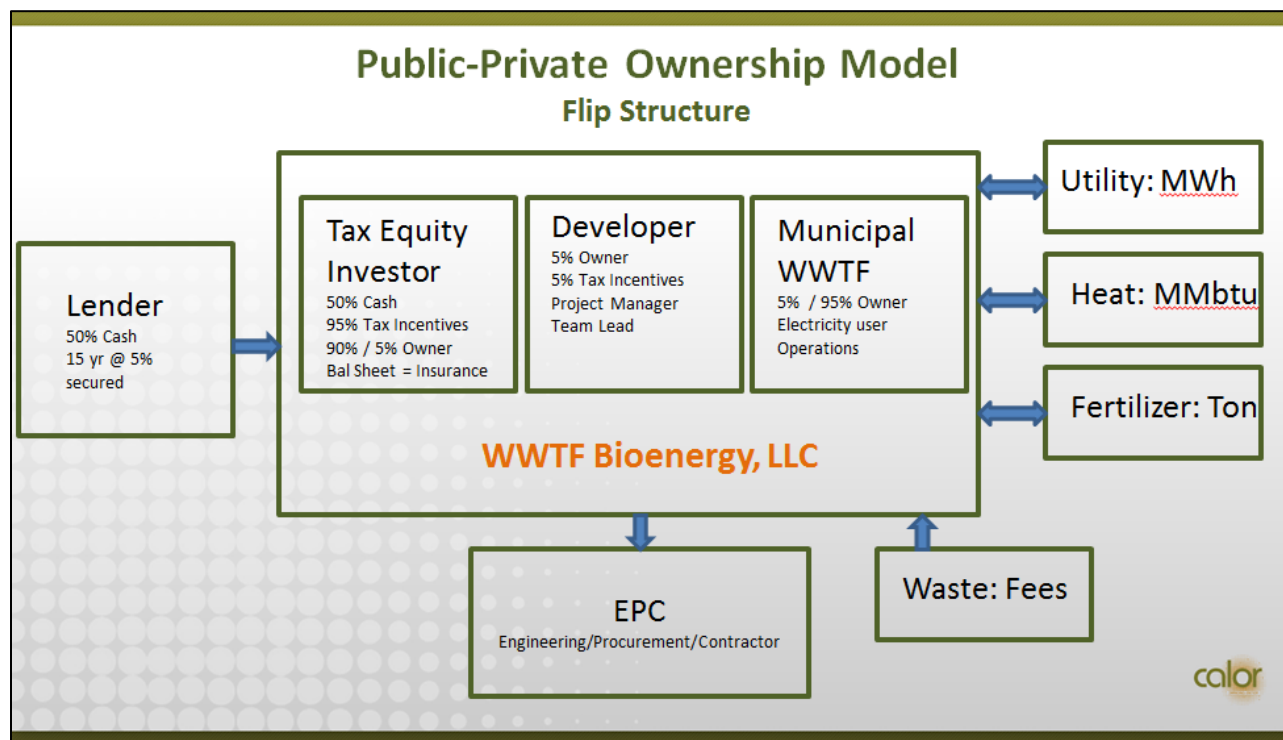 Public-Private Ownership Model
Flip Structure
Lender
50% Cash
15 yr @ 5%
secured
Tax Equity
Investor
50% Cash
95% Tax Incentives
90% / 5% Owner
Bal Sheet = Insurance
Developer
5% Owner
5% Tax Incentives
Project Manager
Team Lead
Municipal
WWTF
5%  / 95% Owner
Electricity user
Operations
WWTF Bioenergy, LLC
Utility: MWh
Heat: MMbtu
Fertilizer: Ton
EPC
Engineering/Procurement/Contractor
Waste: Fees
calor